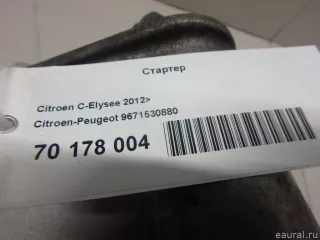 Стартер
Citroen C-Elysee 2012>
Citroen-Peugeot 9671530880
70 178 004
eaural.ru